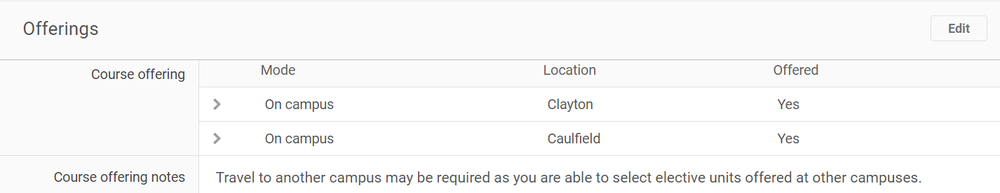 Offerings
Edit
Course offering
Mode Location Offered
On campus Clayton Yes
On campus Caulfield Yes
Course offering notes
Travel to another campus may be required as you are able to select elective units offered at other campuses.